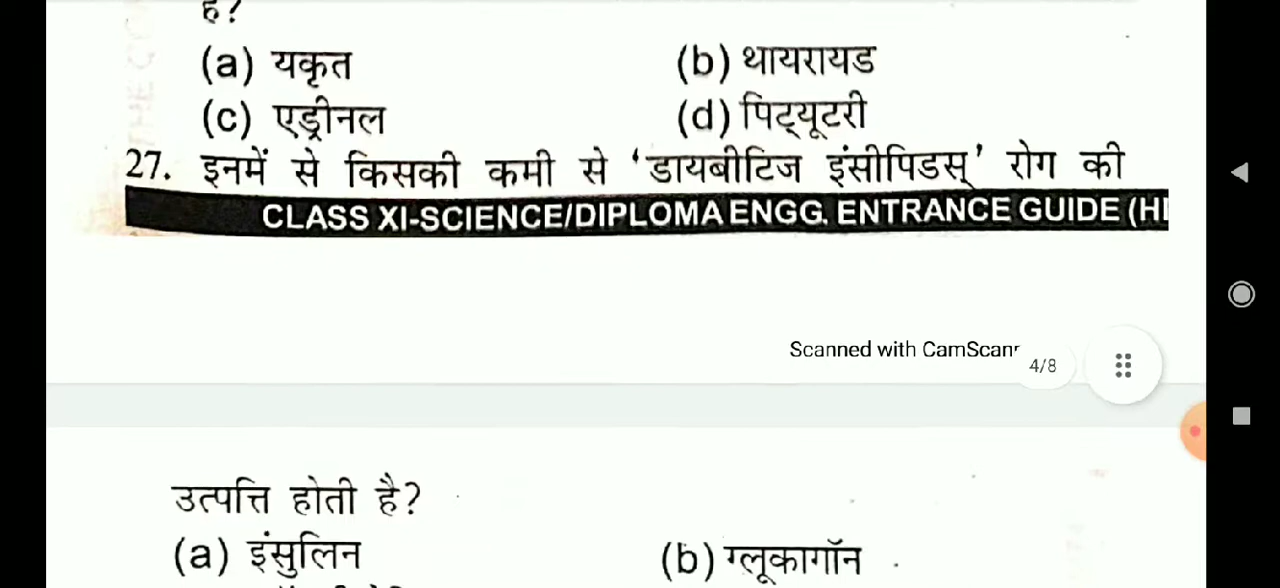 है?
(a) यकृत (b) थायरायड
(c) एड्रीनल (d) पिट्यूटरी
27. इनमें से किसकी कमी से ‘डायबीटिज इंसीपिडस्’ रोग की
CLASS XI-SCIENCE/DIPLOMA ENGG. ENTRANCE GUIDE (HI
Scanned with CamScann
4/8
उत्पत्ति होती है?
(a) इंसुलिन (b) ग्लूकागॉन